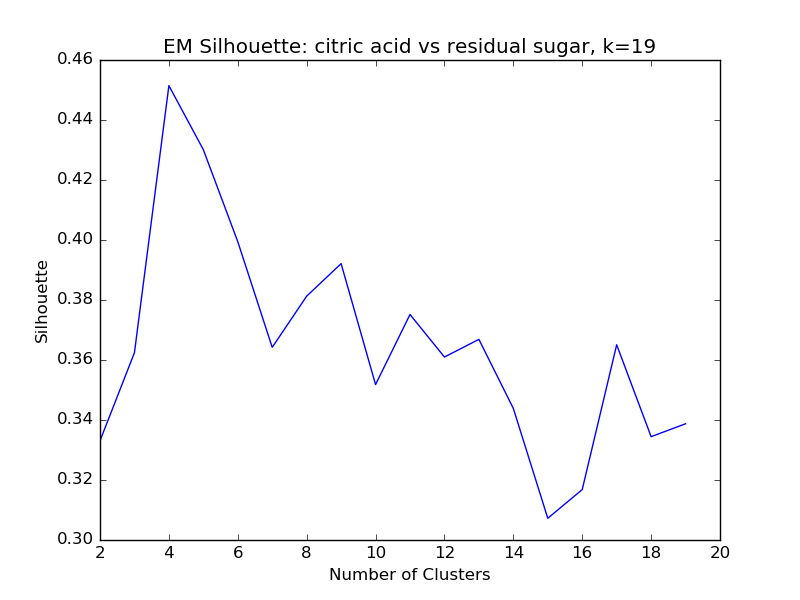 EM Silhouette: citric acid vs residual sugar, k=19
0.46
0.44
0.42
0.40
0.38
0.36
0.34
0.32
0.30
Silhouette
2 4 6 8 10 12 14 16 18 20
Number of Clusters